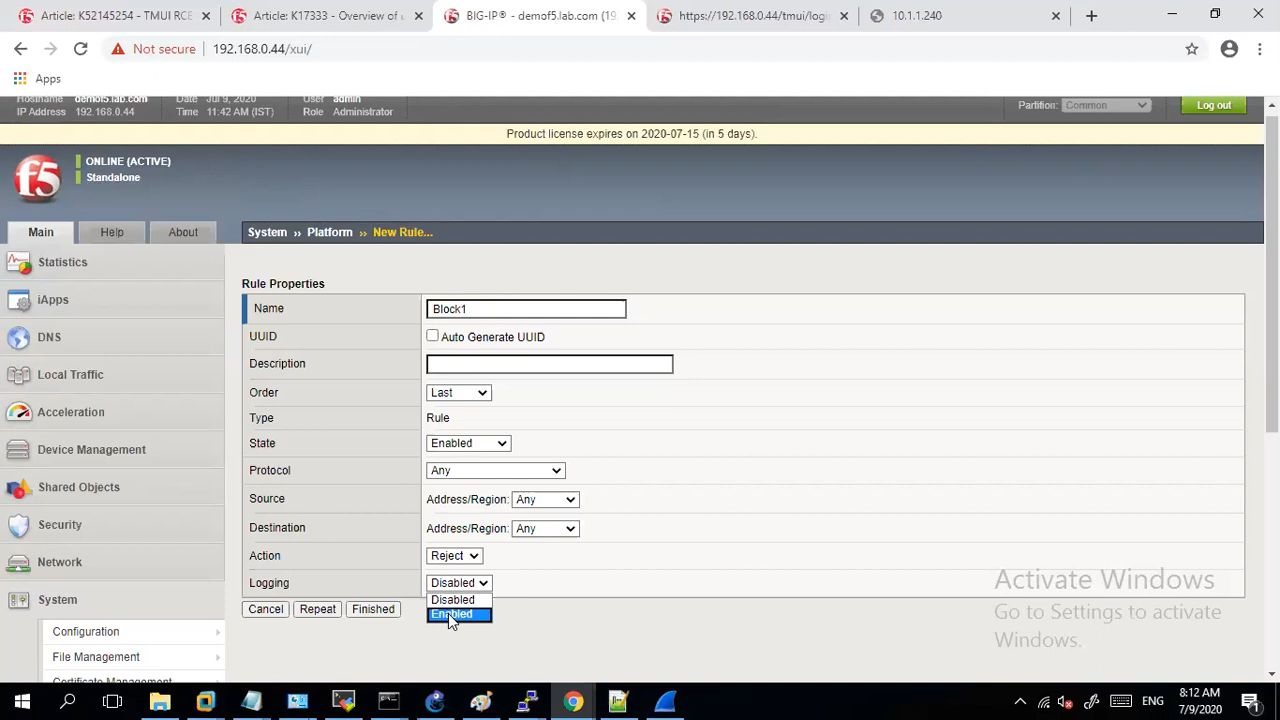 Article: K52145254 - TMUI RCE
Article: K17333 - Overview of u
BIG-IP® - demof5.lab.com (192
https://192.168.0.44/tmui/logi
10.1.1.240
Not secure
192.168.0.44/xui/
Apps
Hostname demof5.lab.com
Date Jul 9, 2020
User admin
IP Address 192.168.0.44
Time 11:42 AM (IST)
Role Administrator
Partition: Common
Log out
Product license expires on 2020-07-15 (in 5 days).
f5
ONLINE (ACTIVE)
Standalone
Main
Help
About
System ›› Platform ›› New Rule...
Statistics
iApps
DNS
Local Traffic
Acceleration
Device Management
Shared Objects
Security
Network
System
Configuration
File Management
Certificate Management
Rule Properties
Name Block1
UUID Auto Generate UUID
Description
Order Last
Type Rule
State Enabled
Protocol Any
Source Address/Region: Any
Destination Address/Region: Any
Action Reject
Logging Disabled
Disabled
Enabled
Cancel Repeat Finished
Activate Windows
Go to Settings to activate
Windows.
ENG
8:12 AM
7/9/2020
1